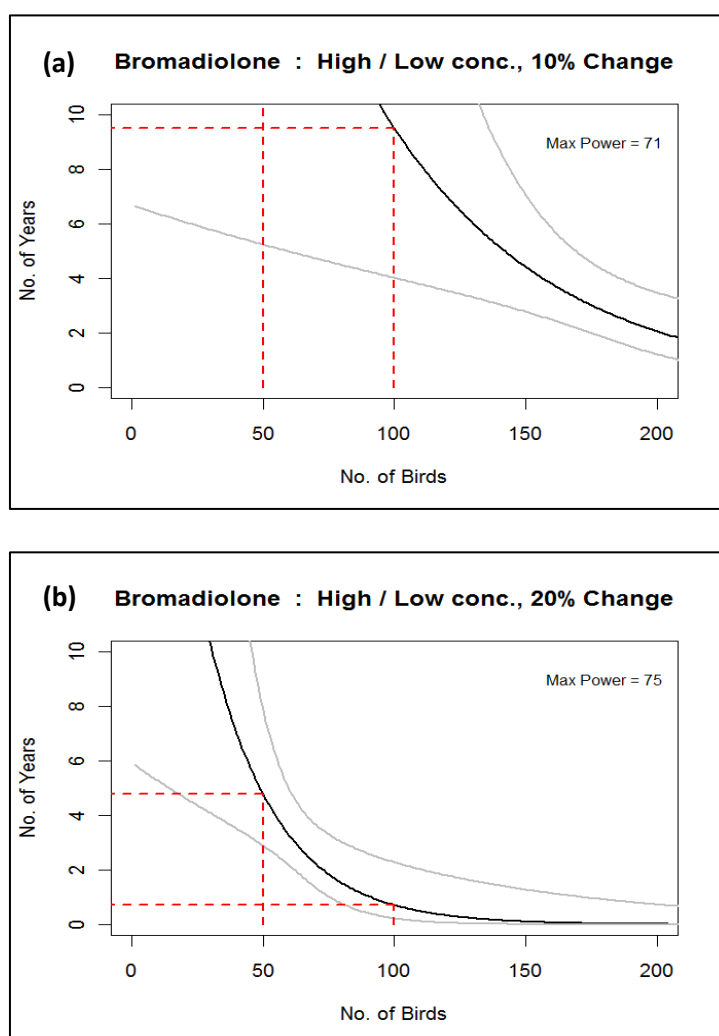 (a) Bromadiolone : High / Low conc., 10% Change
Max Power = 71
No. of Years
10
8
6
4
2
0
0 50 100 150 200
No. of Birds
(b) Bromadiolone : High / Low conc., 20% Change
Max Power = 75
No. of Years
10
8
6
4
2
0
0 50 100 150 200
No. of Birds